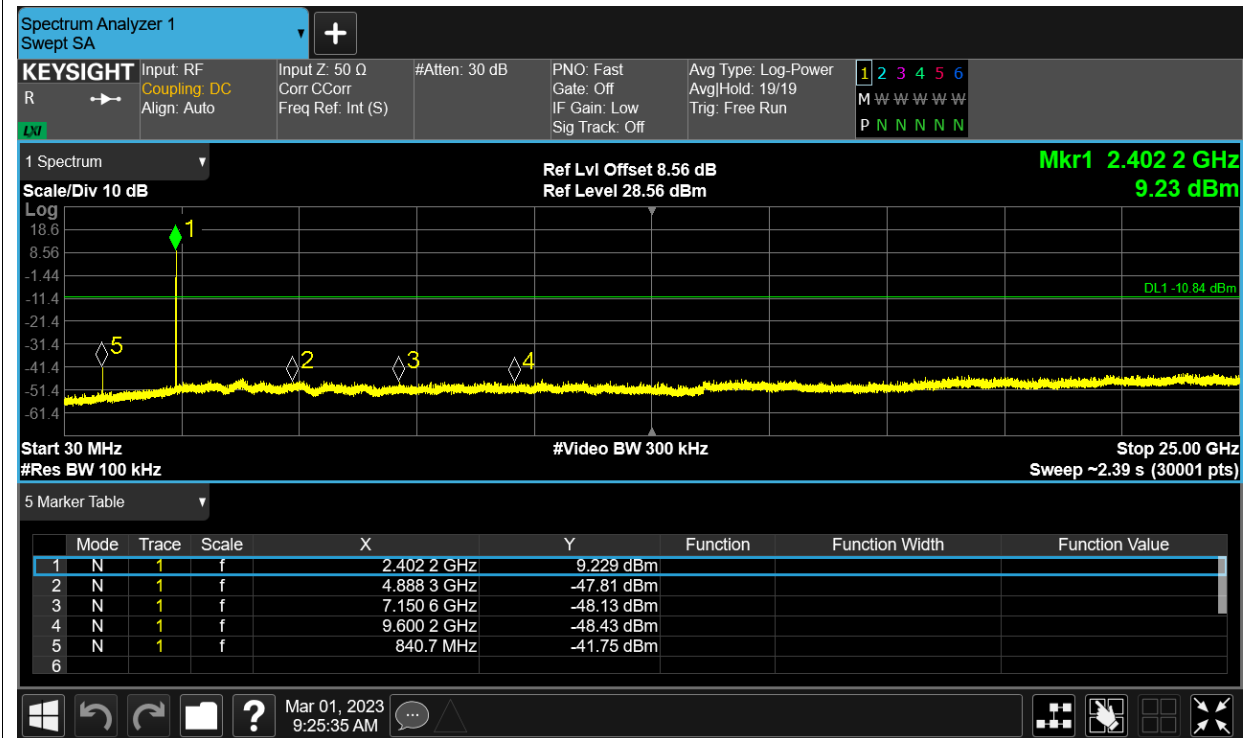 Spectrum Analyzer 1
Swept SA
KEYSIGHT
R
LXI
Input: RF
Coupling: DC
Align: Auto
Input Z: 50 Ω
Corr CCorr
Freq Ref: Int (S)
#Atten: 30 dB
PNO: Fast
Gate: Off
IF Gain: Low
Sig Track: Off
Avg Type: Log-Power
Avg|Hold: 19/19
Trig: Free Run
1 2 3 4 5 6
M W W W W W
P N N N N N
1 Spectrum
Scale/Div 10 dB
Ref Lvl Offset 8.56 dB
Ref Level 28.56 dBm
Mkr1 2.402 2 GHz
9.23 dBm
Log
18.6
8.56
-1.44
-11.4
-21.4
-31.4
-41.4
-51.4
-61.4
1
DL1 -10.84 dBm
5
2
3
4
Start 30 MHz
#Video BW 300 kHz
Stop 25.00 GHz
#Res BW 100 kHz
Sweep ~2.39 s (30001 pts)
5 Marker Table
Mode Trace Scale X Y Function Function Width Function Value
1 N 1 f 2.402 2 GHz 9.229 dBm
2 N 1 f 4.888 3 GHz -47.81 dBm
3 N 1 f 7.150 6 GHz -48.13 dBm
4 N 1 f 9.600 2 GHz -48.43 dBm
5 N 1 f 840.7 MHz -41.75 dBm
6
?
Mar 01, 2023
9:25:35 AM